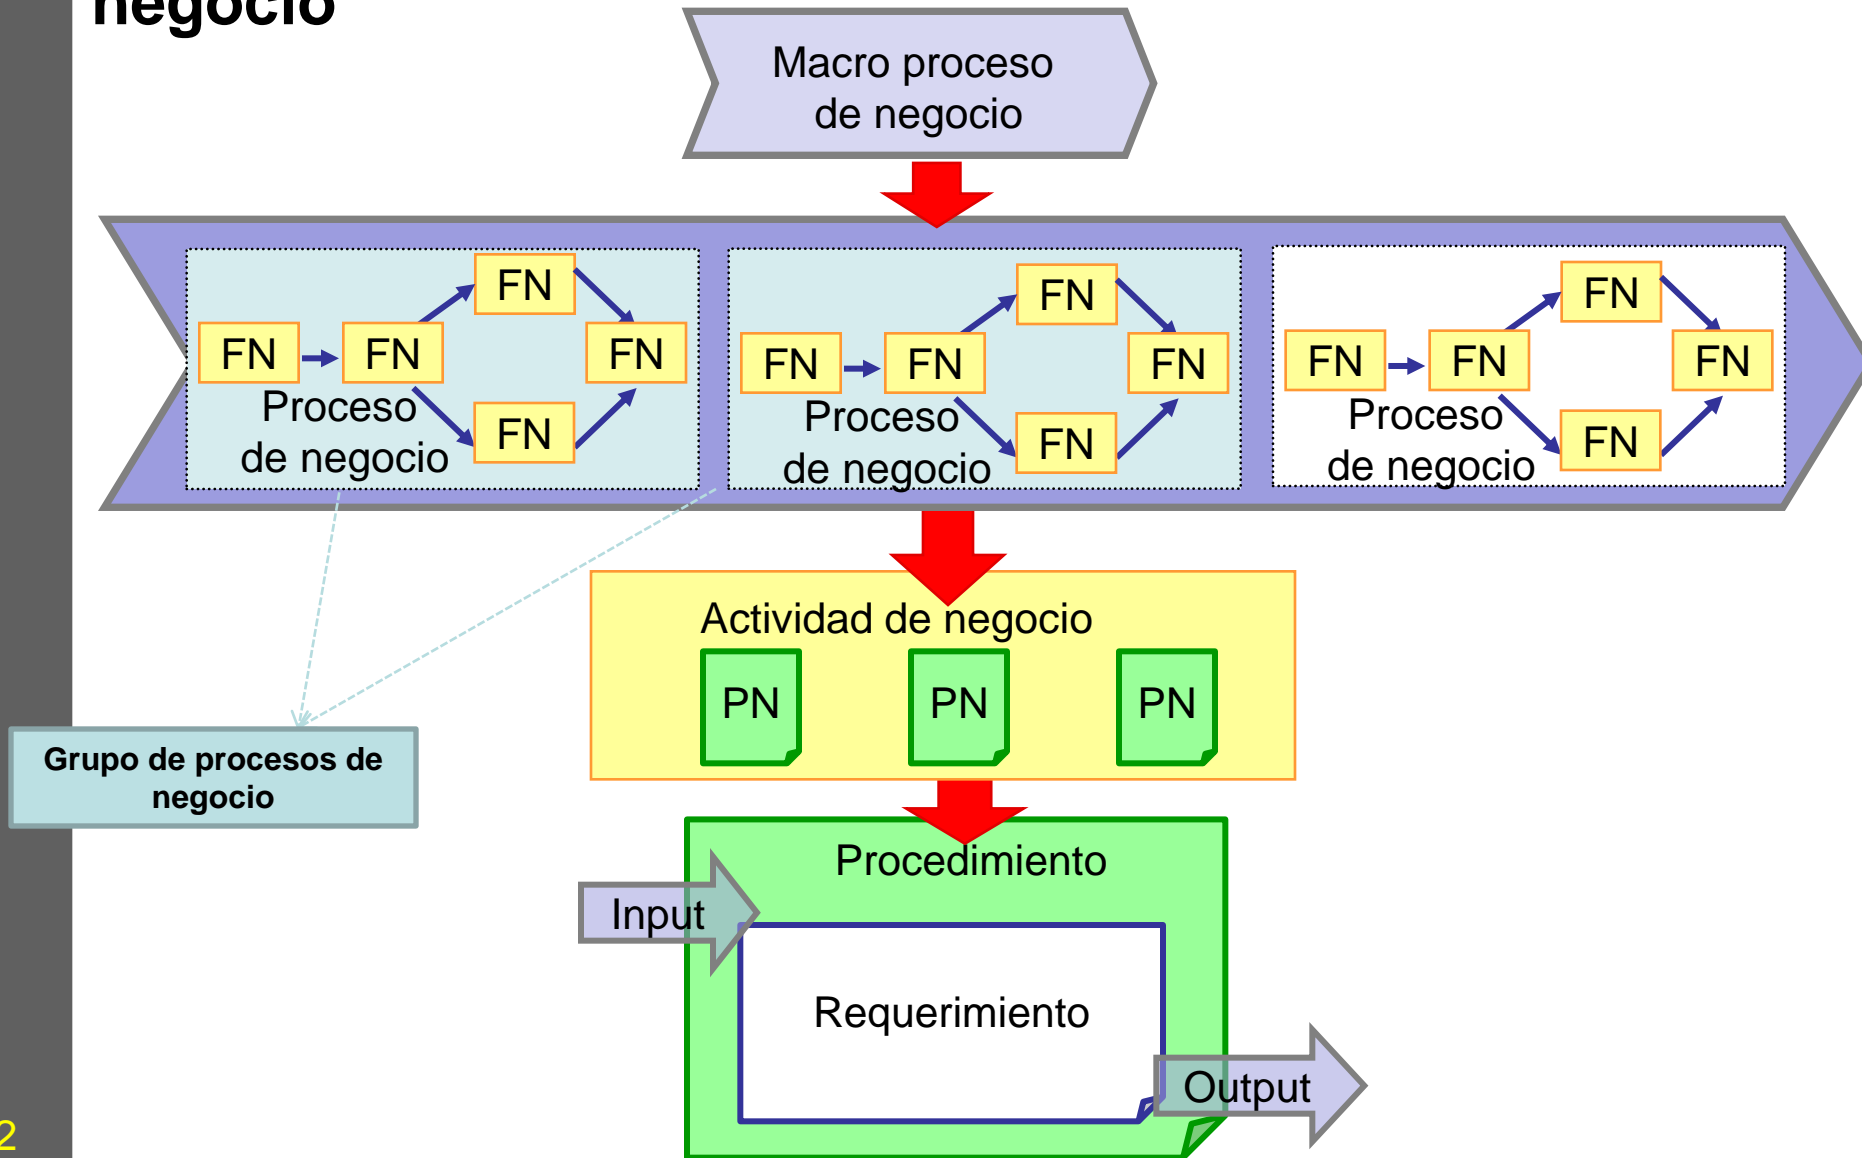 negocio
Macro proceso
de negocio
FN
FN
FN
FN
FN
Proceso
de negocio
FN
FN
FN
FN
FN
Proceso
de negocio
FN
FN
FN
FN
FN
Proceso
de negocio
Actividad de negocio
PN
PN
PN
Grupo de procesos de
negocio
Procedimiento
Input
Requerimiento
Output
2